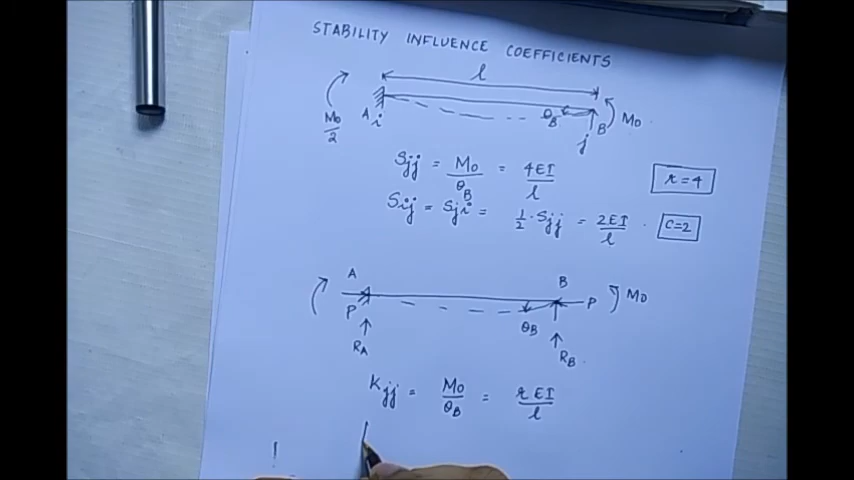 STABILITY INFLUENCE COEFFICIENTS
l
M₀/2 A i θB B M₀
j
Sjj = M₀/θB = 4EI/l r=4
Sij = Sji = 1/2 · Sjj = 2EI/l . c=2
A B
P P M₀
θB
RA RB
Kjj = M₀/θB = rEI/l